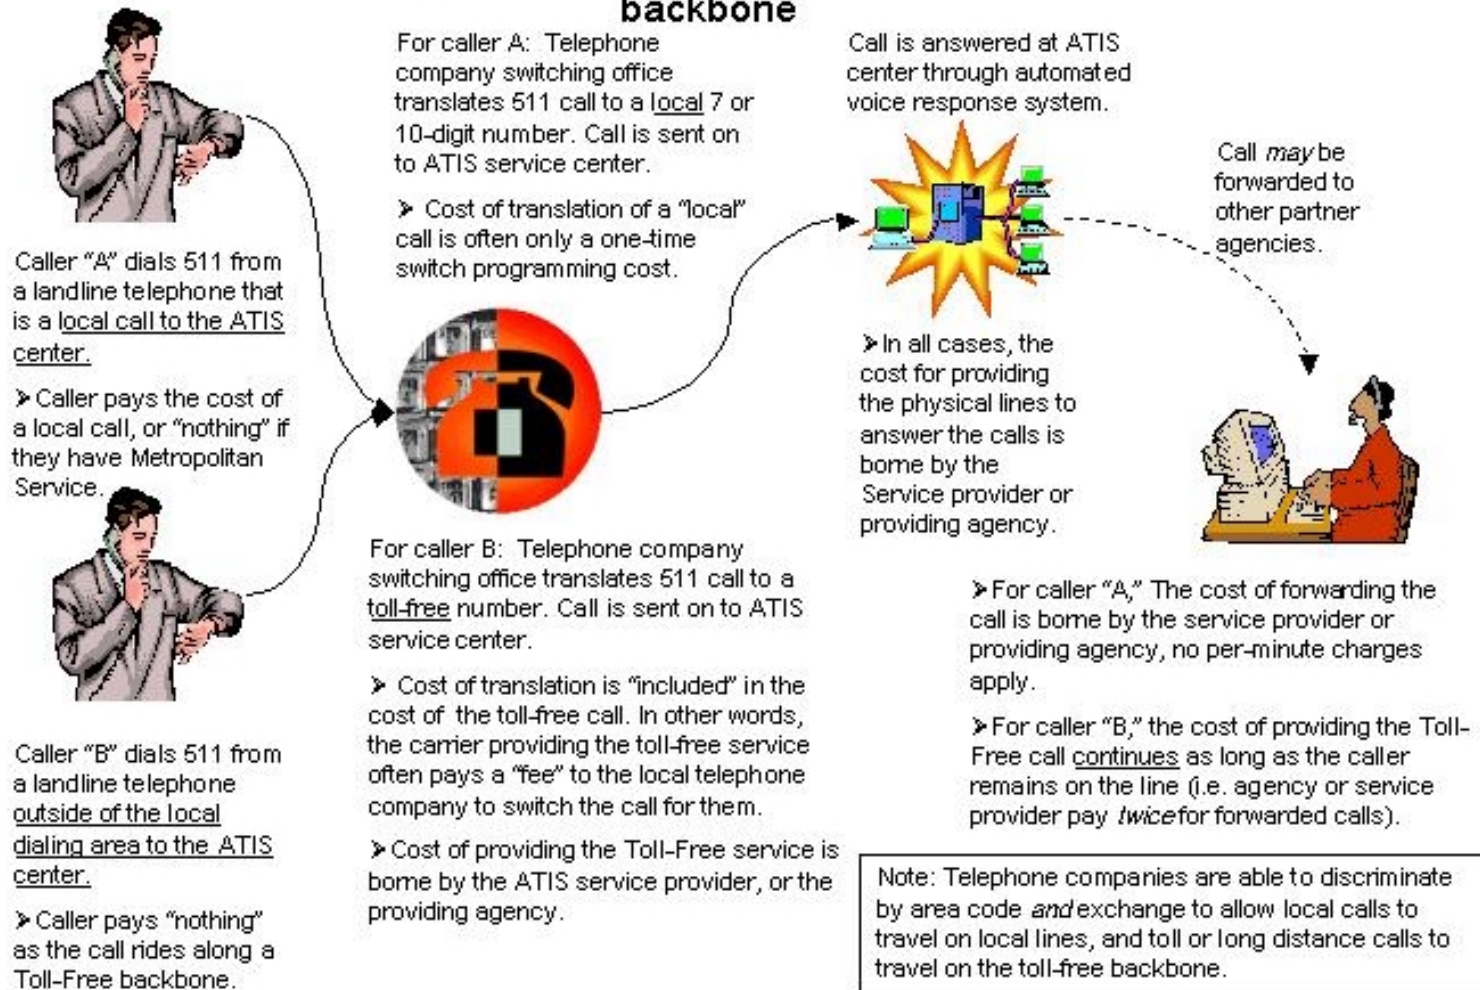 backbone
For caller A: Telephone
company switching office
translates 511 call to a local 7 or
10-digit number. Call is sent on
to ATIS service center.
➢ Cost of translation of a "local"
call is often only a one-time
switch programming cost.
Call is answered at ATIS
center through automated
voice response system.
Call may be
forwarded to
other partner
agencies.
Caller "A" dials 511 from
a landline telephone that
is a local call to the ATIS
center.
➢ Caller pays the cost of
a local call, or "nothing" if
they have Metropolitan
Service.
➢ In all cases, the
cost for providing
the physical lines to
answer the calls is
borne by the
Service provider or
providing agency.
For caller B: Telephone company
switching office translates 511 call to a
toll-free number. Call is sent on to ATIS
service center.
➢ Cost of translation is "included" in the
cost of the toll-free call. In other words,
the carrier providing the toll-free service
often pays a "fee" to the local telephone
company to switch the call for them.
➢ Cost of providing the Toll-Free service is
borne by the ATIS service provider, or the
providing agency.
➢ For caller "A," The cost of forwarding the
call is borne by the service provider or
providing agency, no per-minute charges
apply.
➢ For caller "B," the cost of providing the Toll-
Free call continues as long as the caller
remains on the line (i.e. agency or service
provider pay twice for forwarded calls).
Caller "B" dials 511 from
a landline telephone
outside of the local
dialing area to the ATIS
center.
➢ Caller pays "nothing"
as the call rides along a
Toll-Free backbone.
Note: Telephone companies are able to discriminate
by area code and exchange to allow local calls to
travel on local lines, and toll or long distance calls to
travel on the toll-free backbone.